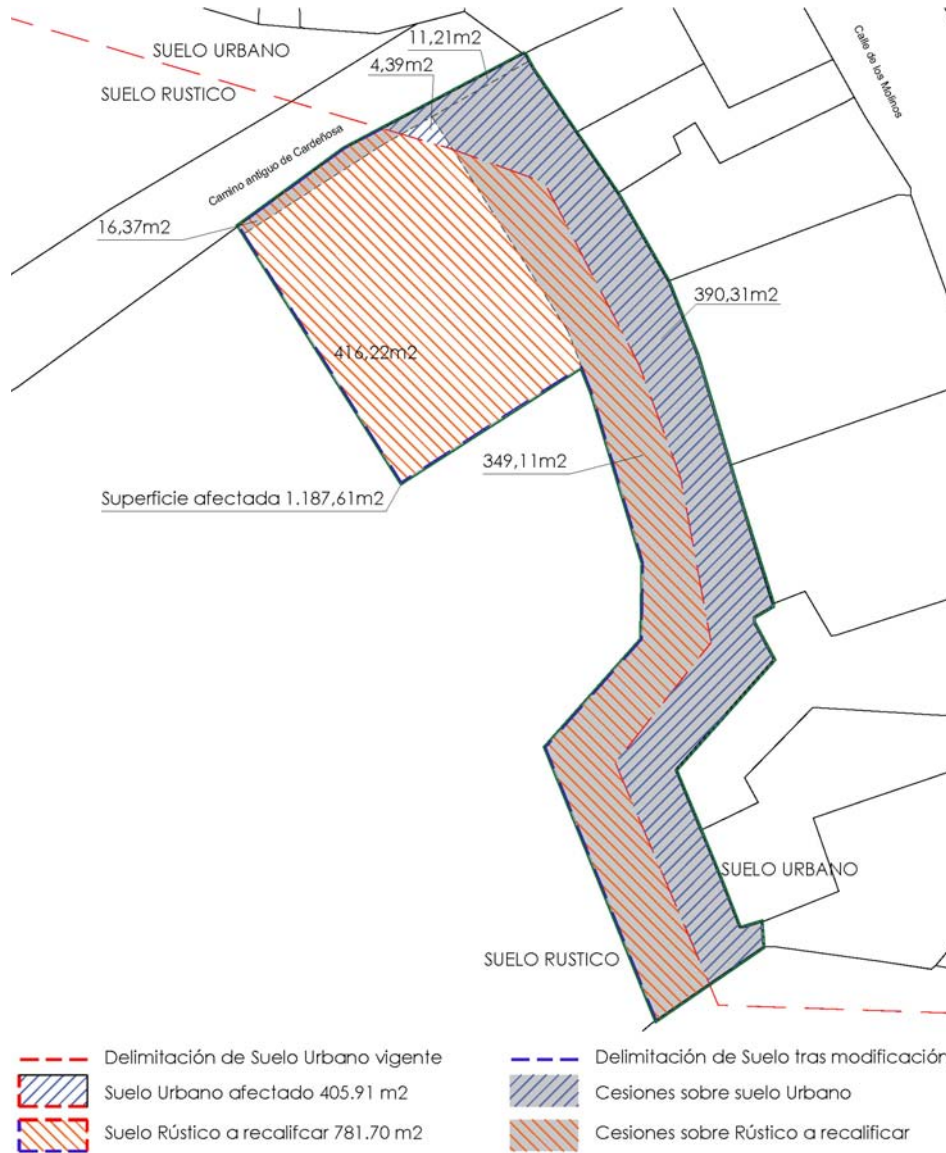 SUELO URBANO
11,21m2
4,39m2
SUELO RUSTICO
Calle de los Molinos
Camino antiguo de Cardeñosa
16,37m2
390,31m2
416,22m2
349,11m2
Superficie afectada 1.187,61m2
SUELO URBANO
SUELO RUSTICO
Delimitación de Suelo Urbano vigente
Suelo Urbano afectado 405.91 m2
Suelo Rústico a recalifcar 781.70 m2
Delimitación de Suelo tras modificación
Cesiones sobre suelo Urbano
Cesiones sobre Rústico a recalificar